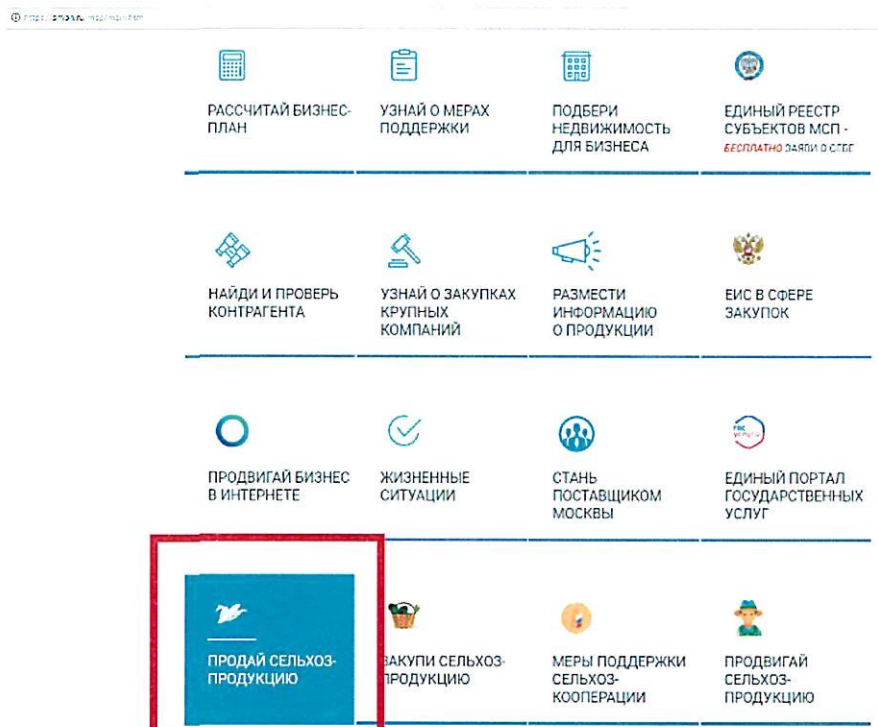 РАССЧИТАЙ БИЗНЕС-
ПЛАН
УЗНАЙ О МЕРАХ
ПОДДЕРЖКИ
ПОДБЕРИ
НЕДВИЖИМОСТЬ
ДЛЯ БИЗНЕСА
ЕДИНЫЙ РЕЕСТР
СУБЪЕКТОВ МСП -
БЕСПЛАТНО ЗАЯВИ О СЕБЕ
НАЙДИ И ПРОВЕРЬ
КОНТРАГЕНТА
УЗНАЙ О ЗАКУПКАХ
КРУПНЫХ
КОМПАНИЙ
РАЗМЕСТИ
ИНФОРМАЦИЮ
О ПРОДУКЦИИ
ЕИС В СФЕРЕ
ЗАКУПОК
ПРОДВИГАЙ БИЗНЕС
В ИНТЕРНЕТЕ
ЖИЗНЕННЫЕ
СИТУАЦИИ
СТАНЬ
ПОСТАВЩИКОМ
МОСКВЫ
ЕДИНЫЙ ПОРТАЛ
ГОСУДАРСТВЕННЫХ
УСЛУГ
ПРОДАЙ СЕЛЬХОЗ-
ПРОДУКЦИЮ
ЗАКУПИ СЕЛЬХОЗ-
ПРОДУКЦИЮ
МЕРЫ ПОДДЕРЖКИ
СЕЛЬХОЗ-
КООПЕРАЦИИ
ПРОДВИГАЙ
СЕЛЬХОЗ-
ПРОДУКЦИЮ